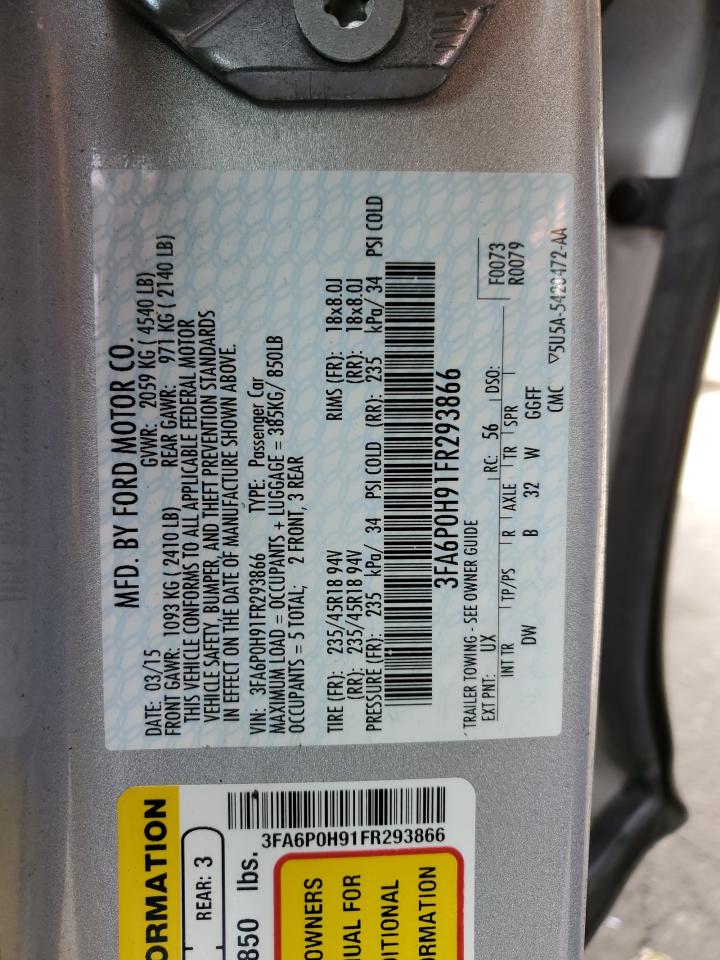 MFD. BY FORD MOTOR CO.
DATE: 03/15 GVWR: 2059 KG ( 4540 LB)
FRONT GAWR: 1093 KG ( 2410 LB) REAR GAWR: 971 KG ( 2140 LB)
THIS VEHICLE CONFORMS TO ALL APPLICABLE FEDERAL MOTOR
VEHICLE SAFETY, BUMPER, AND THEFT PREVENTION STANDARDS
IN EFFECT ON THE DATE OF MANUFACTURE SHOWN ABOVE.
VIN: 3FA6P0H91FR293866 TYPE: Passenger Car
MAXIMUM LOAD = OCCUPANTS + LUGGAGE = 385KG/ 850LB
OCCUPANTS = 5 TOTAL; 2 FRONT, 3 REAR
TIRE (FR): 235/45R18 94V RIMS (FR): 18x8.0J
(RR): 235/45R18 94V (RR): 18x8.0J
PRESSURE (FR): 235 kPa/ 34 PSI COLD (RR): 235 kPa/ 34 PSI COLD
3FA6P0H91FR293866
TRAILER TOWING - SEE OWNER GUIDE F0073
EXT PNT: UX RC: 56 DSO: R0079
INT TR TP/PS R AXLE TR SPR
DW B 32 W GGFF
CMC ▽5U5A-5420472-AA
3FA6P0H91FR293866
ORMATION
REAR: 3
850 lbs.
OWNERS
UAL FOR
ITIONAL
RMATION